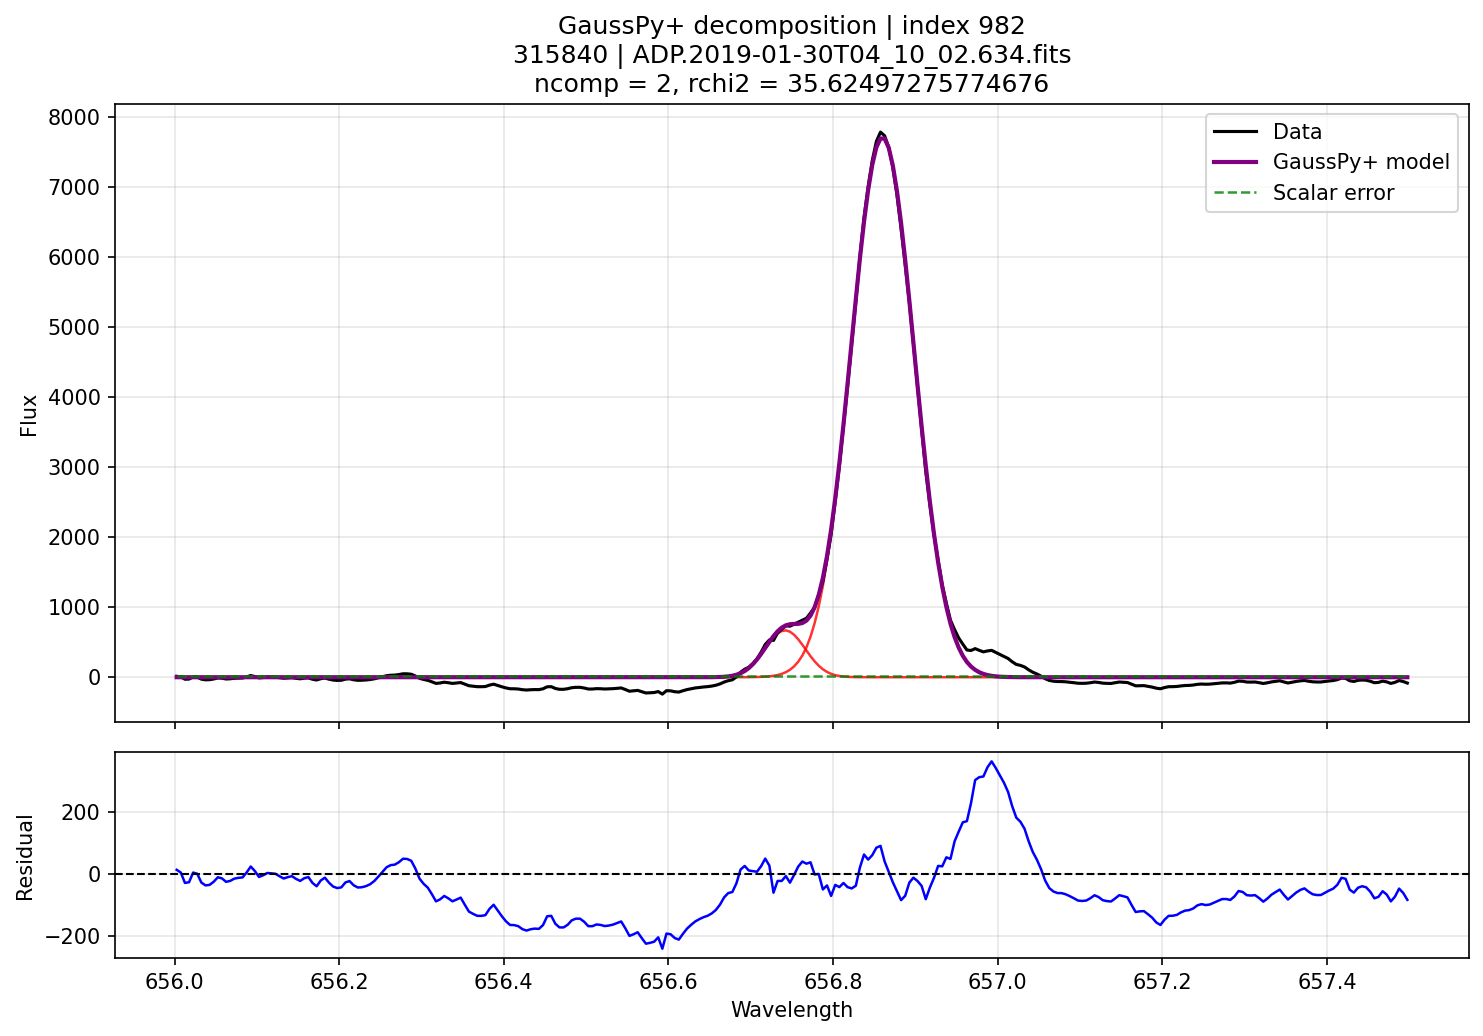 GaussPy+ decomposition | index 982
315840 | ADP.2019-01-30T04_10_02.634.fits
ncomp = 2, rchi2 = 35.62497275774676
Data
GaussPy+ model
Scalar error
8000
7000
6000
5000
4000
3000
2000
1000
0
Flux
200
0
−200
Residual
656.0 656.2 656.4 656.6 656.8 657.0 657.2 657.4
Wavelength